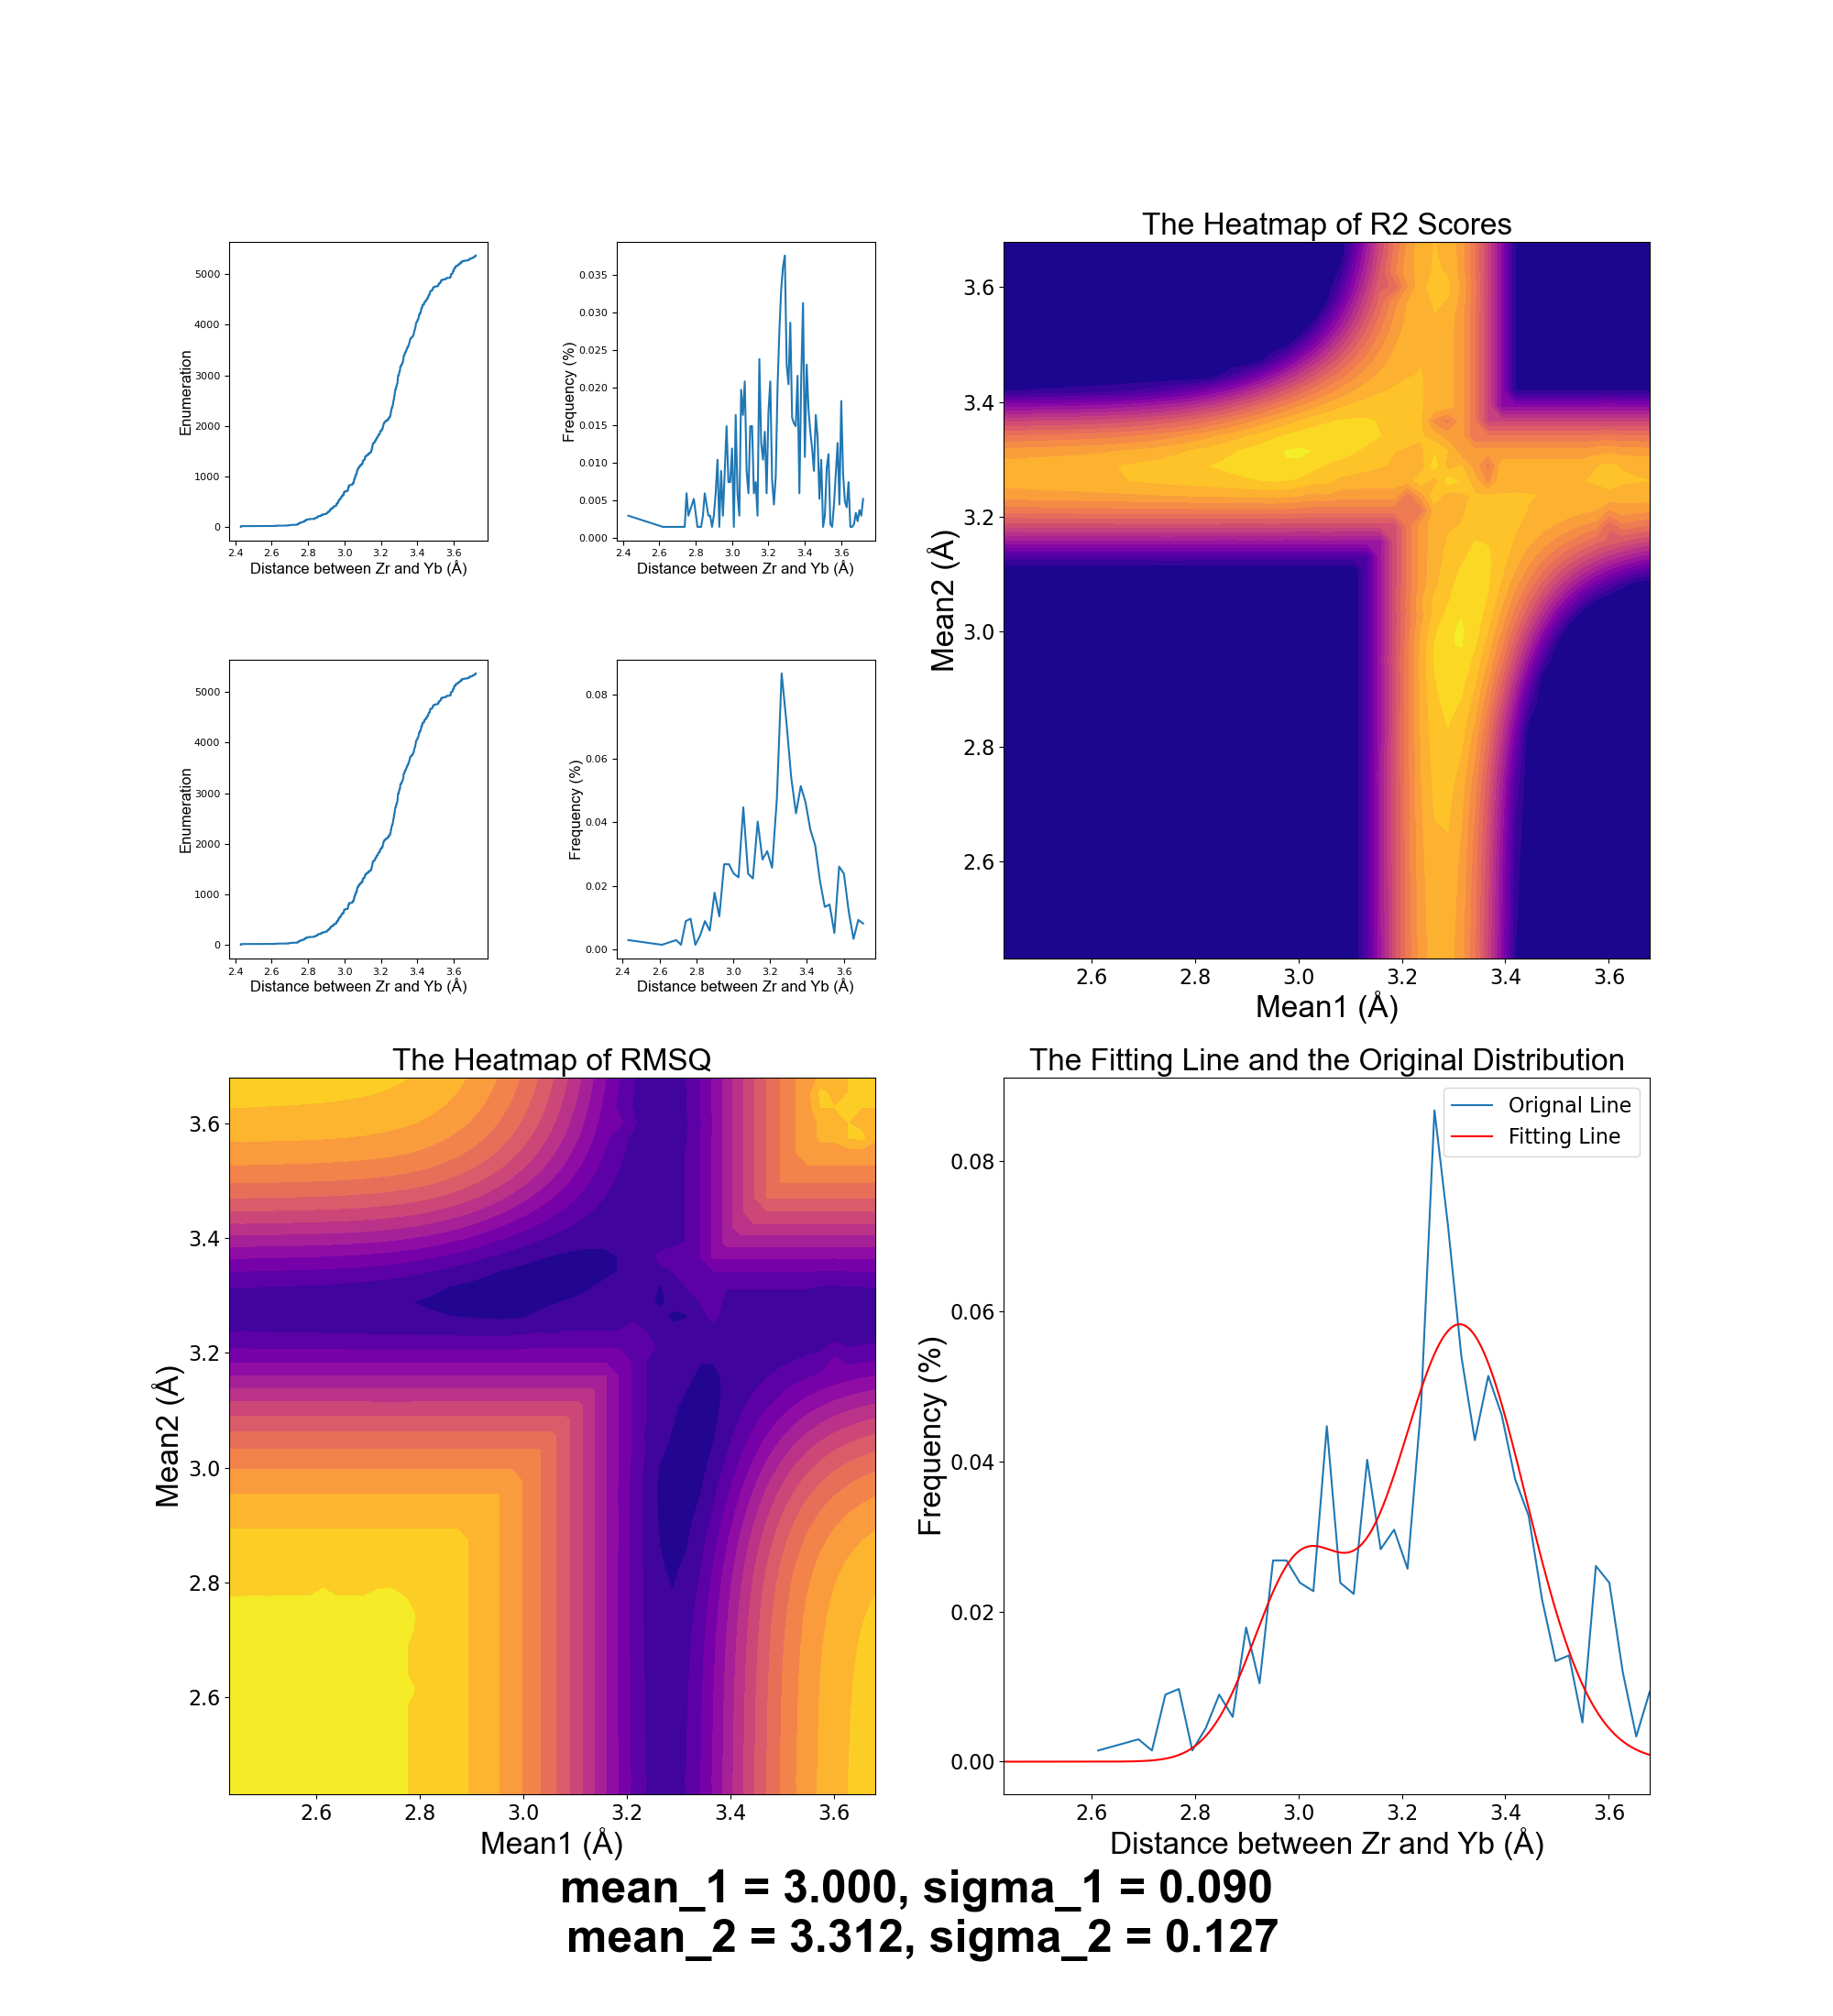 The Heatmap of R2 Scores
5000
4000
3000
2000
1000
0
Enumeration
2.4 2.6 2.8 3.0 3.2 3.4 3.6
Distance between Zr and Yb (Å)
0.035
0.030
0.025
0.020
0.015
0.010
0.005
0.000
Frequency (%)
2.4 2.6 2.8 3.0 3.2 3.4 3.6
Distance between Zr and Yb (Å)
5000
4000
3000
2000
1000
0
Enumeration
2.4 2.6 2.8 3.0 3.2 3.4 3.6
Distance between Zr and Yb (Å)
0.08
0.06
0.04
0.02
0.00
Frequency (%)
2.4 2.6 2.8 3.0 3.2 3.4 3.6
Distance between Zr and Yb (Å)
3.6
3.4
3.2
3.0
2.8
2.6
Mean2 (Å)
2.6 2.8 3.0 3.2 3.4 3.6
Mean1 (Å)
The Heatmap of RMSQ
3.6
3.4
3.2
3.0
2.8
2.6
Mean2 (Å)
2.6 2.8 3.0 3.2 3.4 3.6
Mean1 (Å)
The Fitting Line and the Original Distribution
Orignal Line
Fitting Line
0.08
0.06
0.04
0.02
0.00
Frequency (%)
2.6 2.8 3.0 3.2 3.4 3.6
Distance between Zr and Yb (Å)
mean_1 = 3.000, sigma_1 = 0.090
mean_2 = 3.312, sigma_2 = 0.127